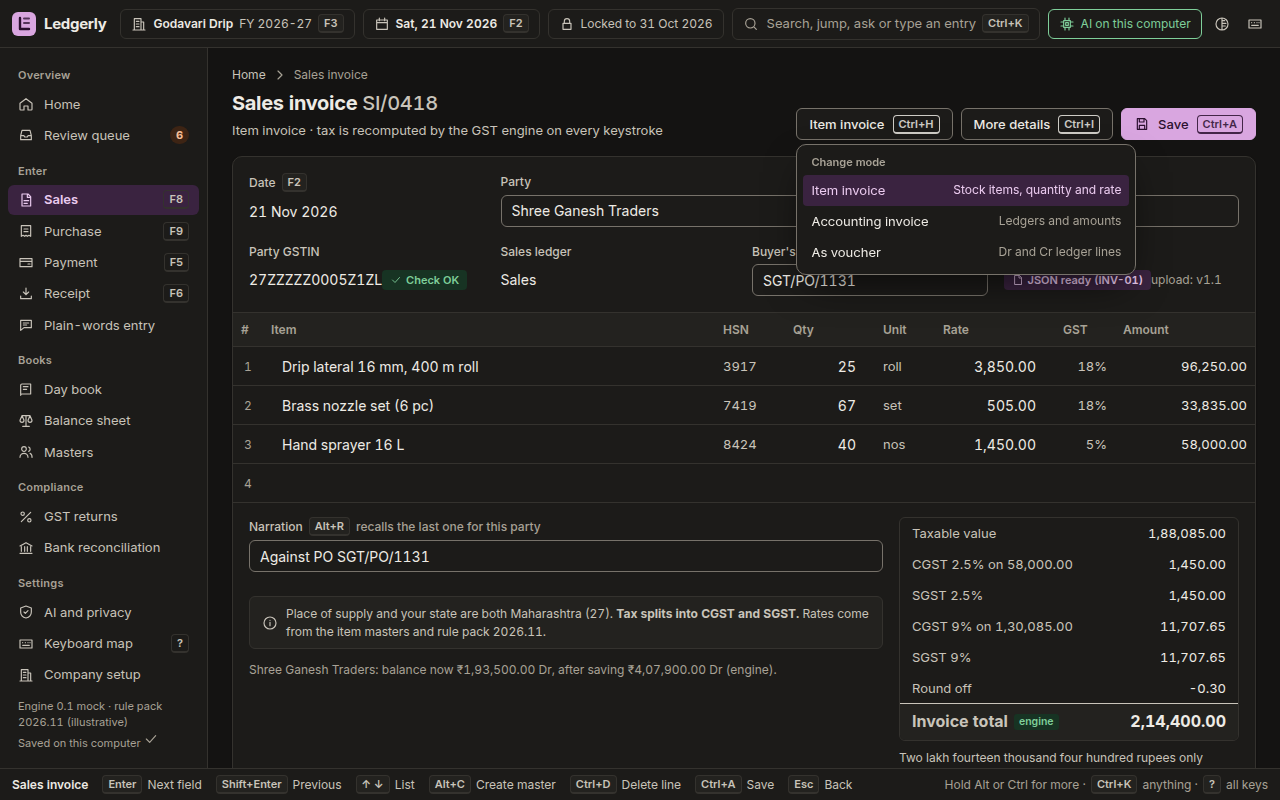 Ledgerly
Godavari Drip FY 2026-27 F3
Sat, 21 Nov 2026 F2
Locked to 31 Oct 2026
Search, jump, ask or type an entry Ctrl+K
AI on this computer
Overview
Home
Review queue 6
Enter
Sales F8
Purchase F9
Payment F5
Receipt F6
Plain-words entry
Books
Day book
Balance sheet
Masters
Compliance
GST returns
Bank reconciliation
Settings
AI and privacy
Keyboard map ?
Company setup
Engine 0.1 mock · rule pack
2026.11 (illustrative)
Saved on this computer
Home > Sales invoice
Sales invoice SI/0418
Item invoice · tax is recomputed by the GST engine on every keystroke
Item invoice Ctrl+H
More details Ctrl+I
Save Ctrl+A
Change mode
Item invoice Stock items, quantity and rate
Accounting invoice Ledgers and amounts
As voucher Dr and Cr ledger lines
Date F2
21 Nov 2026
Party
Shree Ganesh Traders
Party GSTIN
27ZZZZZ0005Z1ZL Check OK
Sales ledger
Sales
Buyer's
SGT/PO/1131
JSON ready (INV-01) upload: v1.1
# Item HSN Qty Unit Rate GST Amount
1 Drip lateral 16 mm, 400 m roll 3917 25 roll 3,850.00 18% 96,250.00
2 Brass nozzle set (6 pc) 7419 67 set 505.00 18% 33,835.00
3 Hand sprayer 16 L 8424 40 nos 1,450.00 5% 58,000.00
4
Narration Alt+R recalls the last one for this party
Against PO SGT/PO/1131
Place of supply and your state are both Maharashtra (27). Tax splits into CGST and SGST. Rates come
from the item masters and rule pack 2026.11.
Shree Ganesh Traders: balance now ₹1,93,500.00 Dr, after saving ₹4,07,900.00 Dr (engine).
Taxable value 1,88,085.00
CGST 2.5% on 58,000.00 1,450.00
SGST 2.5% 1,450.00
CGST 9% on 1,30,085.00 11,707.65
SGST 9% 11,707.65
Round off -0.30
Invoice total engine 2,14,400.00
Two lakh fourteen thousand four hundred rupees only
Sales invoice Enter Next field Shift+Enter Previous ↑↓ List Alt+C Create master Ctrl+D Delete line Ctrl+A Save Esc Back Hold Alt or Ctrl for more · Ctrl+K anything · ? all keys